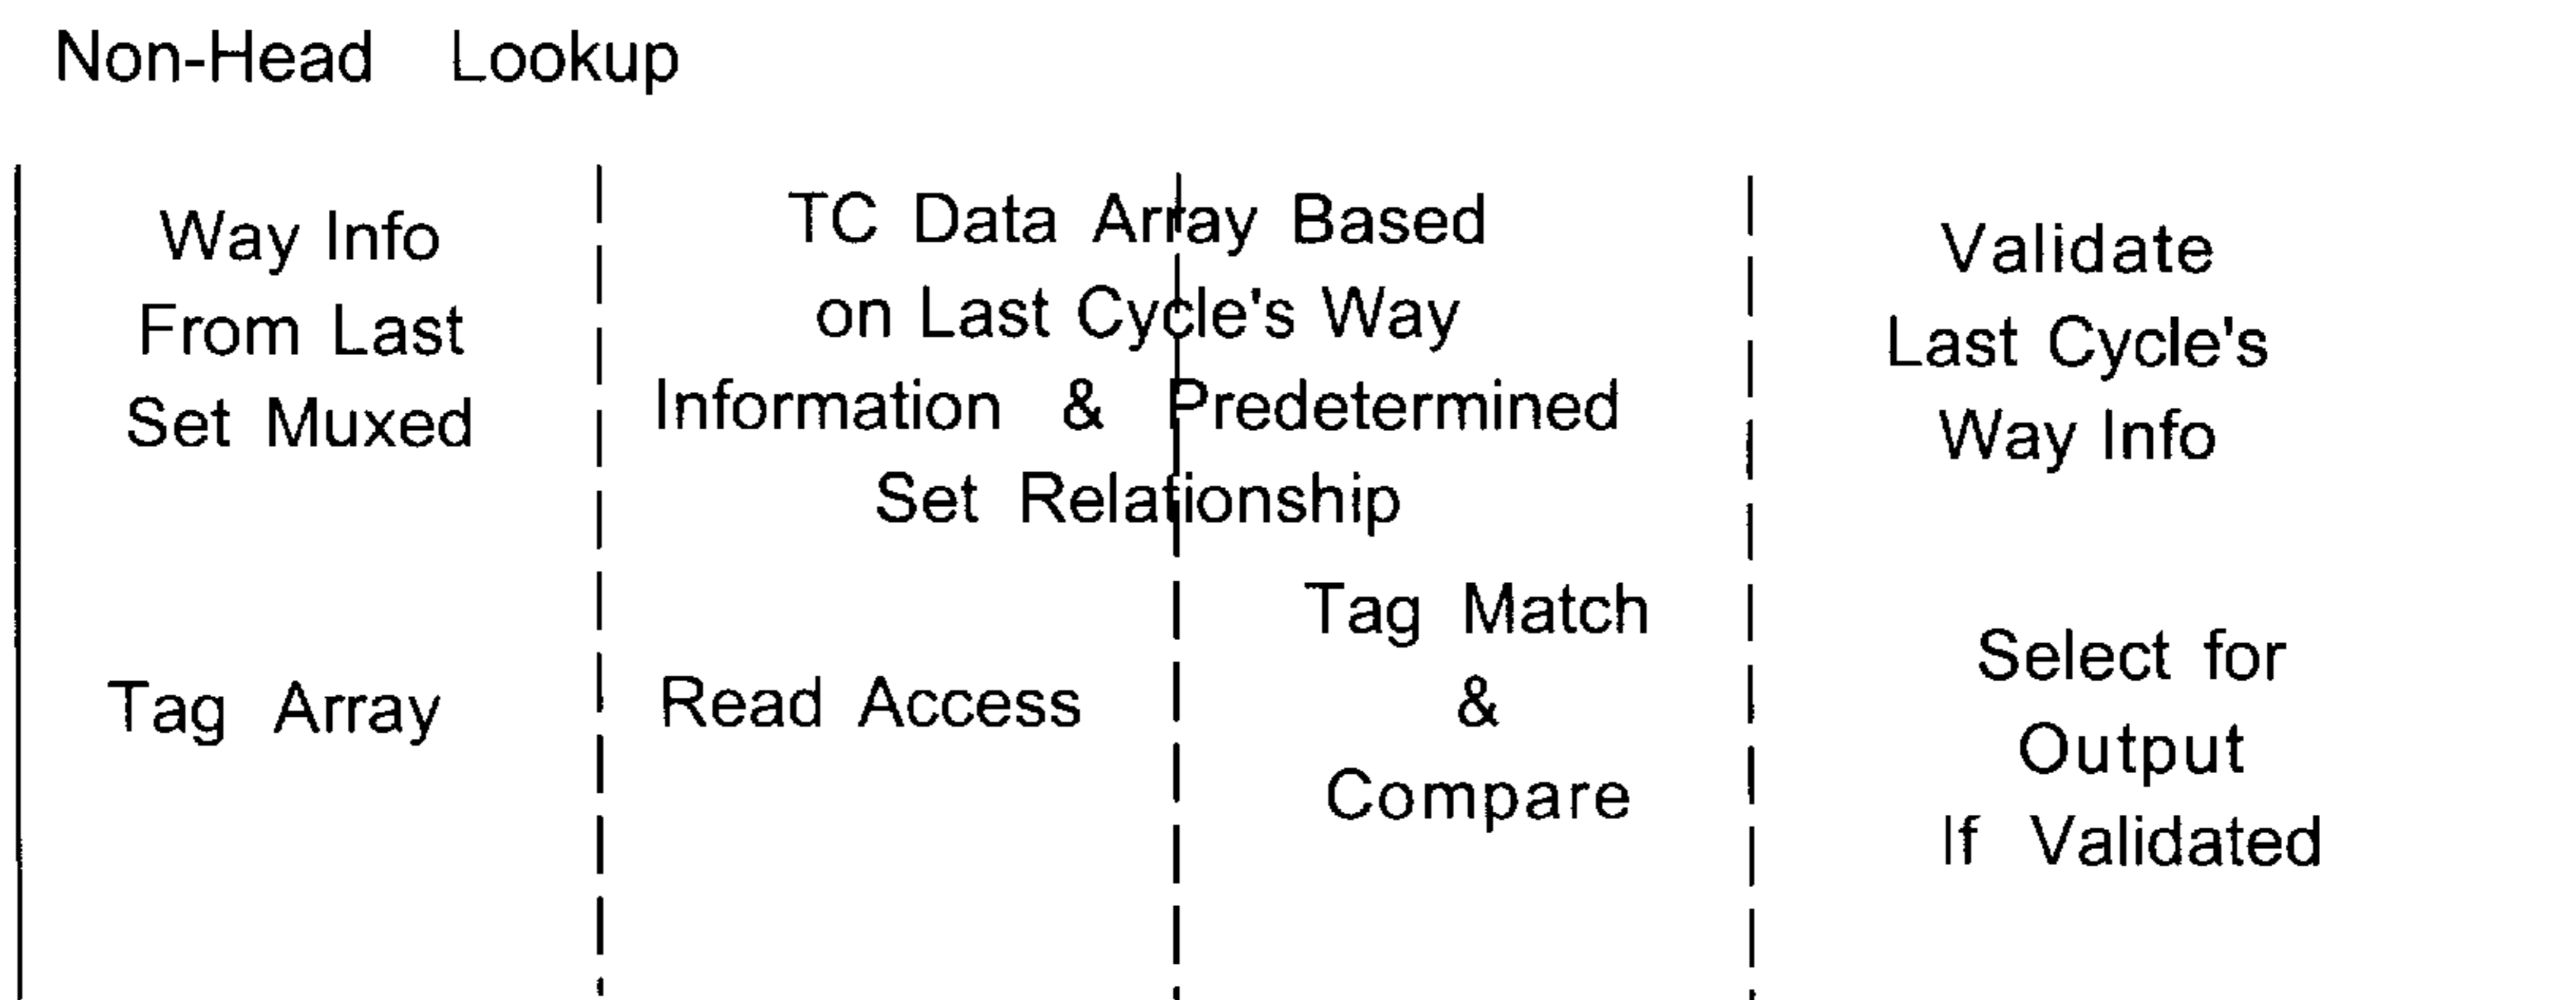 Non-Head Lookup
Way Info
From Last
Set Muxed
TC Data Array Based
on Last Cycle's Way
Information & Predetermined
Set Relationship
Validate
Last Cycle's
Way Info
Tag Array
Read Access
Tag Match
&
Compare
Select for
Output
If Validated